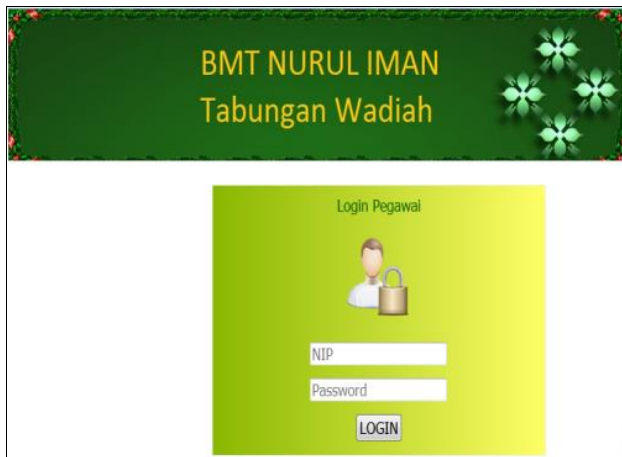 BMT NURUL IMAN
Tabungan Wadiah
Login Pegawai
NIP
Password
LOGIN